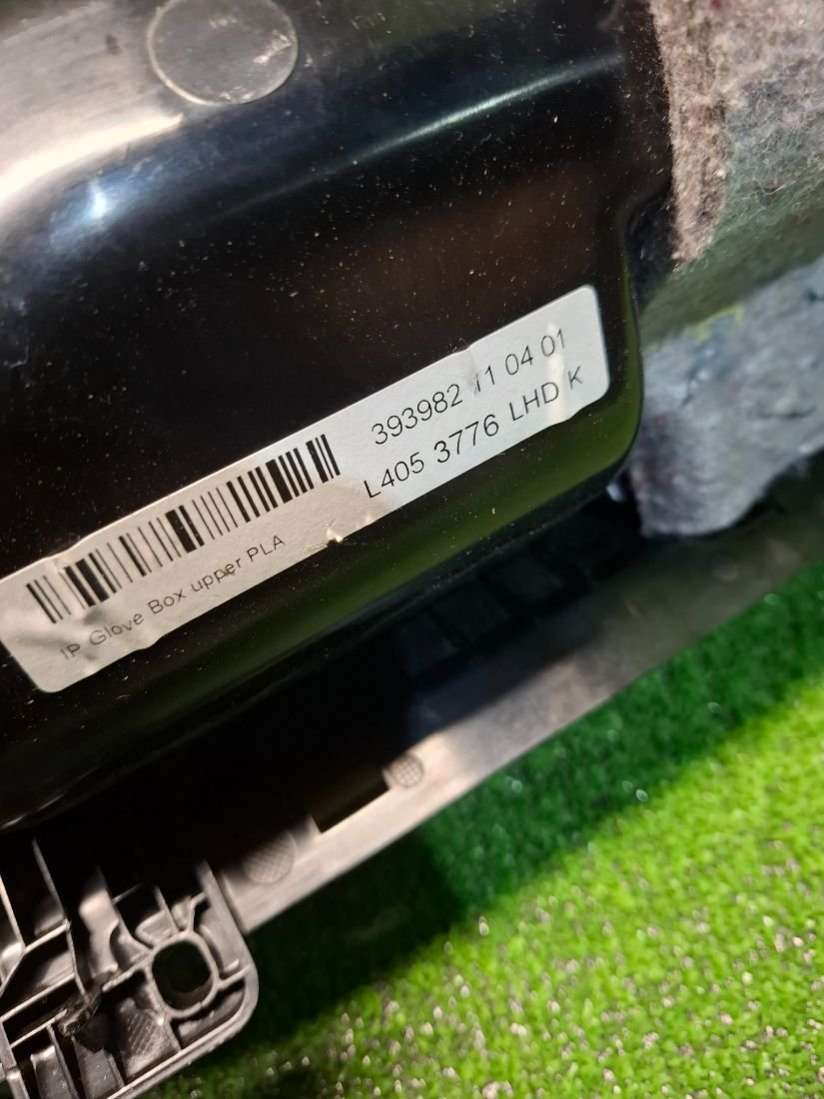 393982 11 04 01
L405 3776 LHD K
IP Glove Box upper PLA